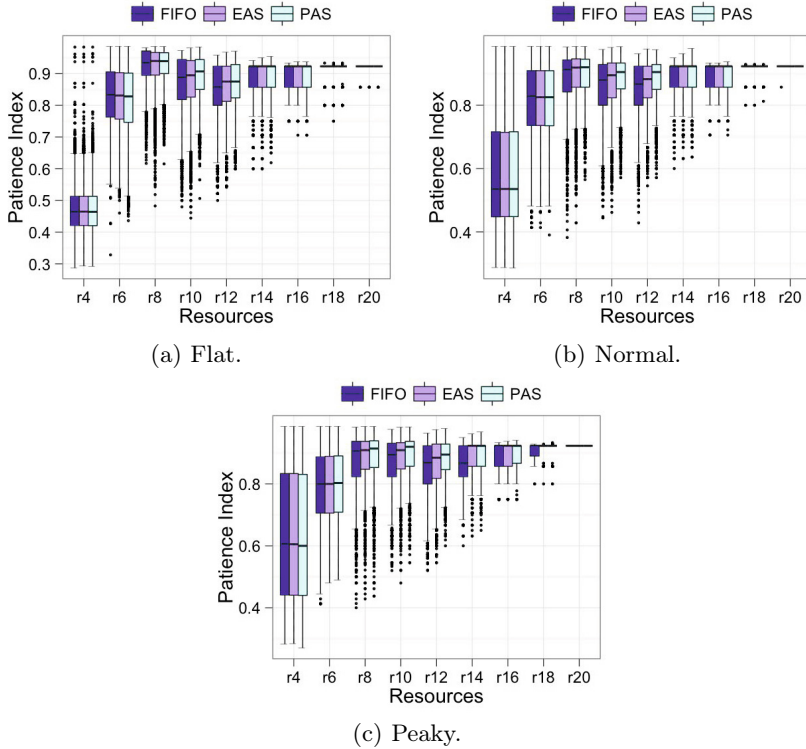 FIFO EAS PAS
Patience Index
0.9
0.8
0.7
0.6
0.5
0.4
0.3
r4 r6 r8 r10 r12 r14 r16 r18 r20
Resources
(a) Flat.
FIFO EAS PAS
Patience Index
0.8
0.6
0.4
r4 r6 r8 r10 r12 r14 r16 r18 r20
Resources
(b) Normal.
FIFO EAS PAS
Patience Index
0.8
0.6
0.4
r4 r6 r8 r10 r12 r14 r16 r18 r20
Resources
(c) Peaky.